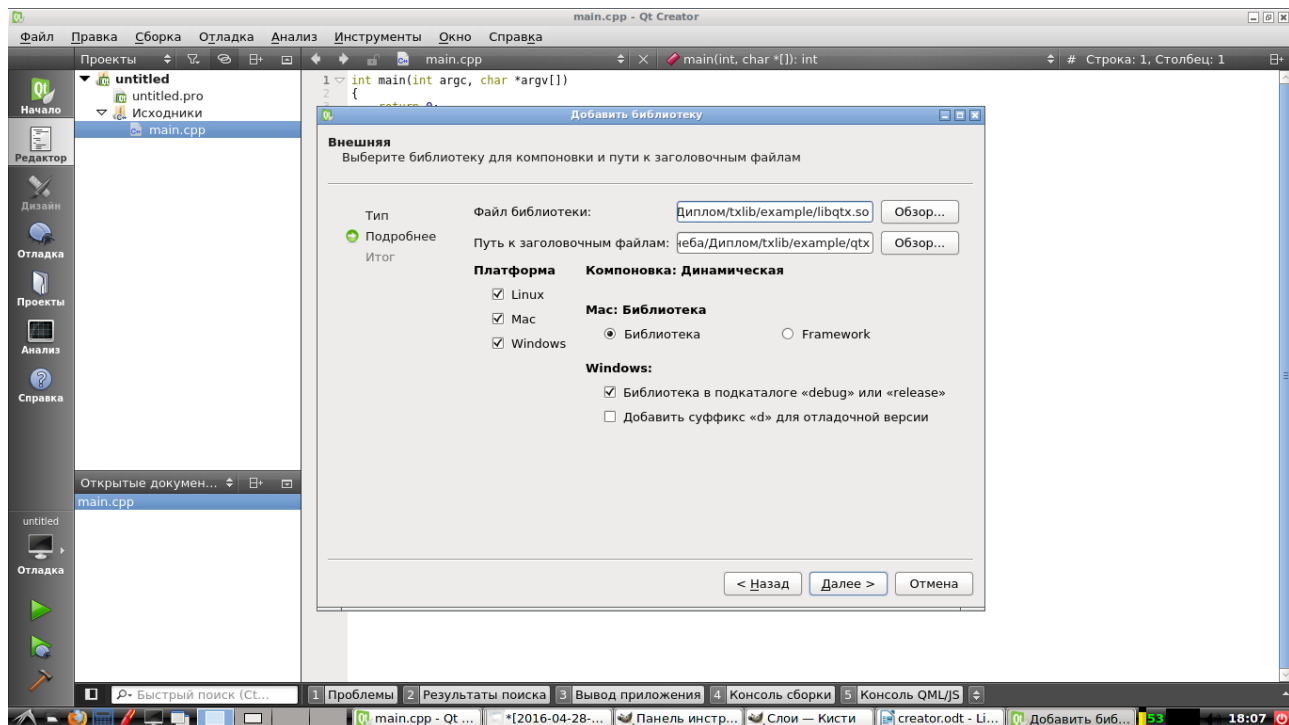 main.cpp - Qt Creator
Файл Правка Сборка Отладка Анализ Инструменты Окно Справка
Проекты main.cpp main(int, char *[]): int # Строка: 1, Столбец: 1
untitled
untitled.pro
Исходники
main.cpp
1 int main(int argc, char *argv[])
2 {
3 return 0;
Начало
Редактор
Дизайн
Отладка
Проекты
Анализ
Справка
Добавить библиотеку
Внешняя
Выберите библиотеку для компоновки и пути к заголовочным файлам
Тип
Подробнее
Итог
Файл библиотеки: Диплом/txlib/example/libqtx.so Обзор...
Путь к заголовочным файлам: неба/Диплом/txlib/example/qtx Обзор...
Платформа Компоновка: Динамическая
Linux
Mac
Windows
Mac: Библиотека
Библиотека Framework
Windows:
Библиотека в подкаталоге «debug» или «release»
Добавить суффикс «d» для отладочной версии
< Назад Далее > Отмена
Открытые докумен...
main.cpp
untitled
Отладка
Быстрый поиск (Ct...
1 Проблемы 2 Результаты поиска 3 Вывод приложения 4 Консоль сборки 5 Консоль QML/JS
main.cpp - Qt ... *[2016-04-28-... Панель инстр... Слои — Кисти creator.odt - Li... Добавить биб... 53 18:07